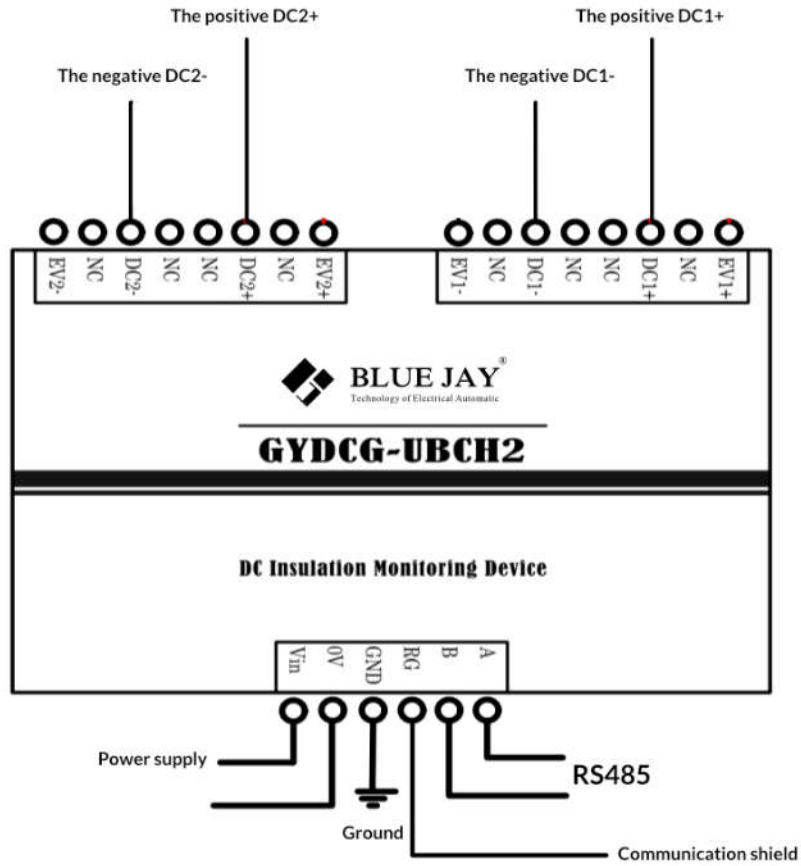 The positive DC2+
The positive DC1+
The negative DC2-
The negative DC1-
EV2-
NC
DC2-
NC
NC
DC2+
NC
EV2+
EV1-
NC
DC1-
NC
NC
DC1+
NC
EV1+
BLUE JAY®
Technology of Electrical Automatic
GYDCG-UBCH2
DC Insulation Monitoring Device
Vin
0V
GND
RG
B
A
Power supply
RS485
Ground
Communication shield